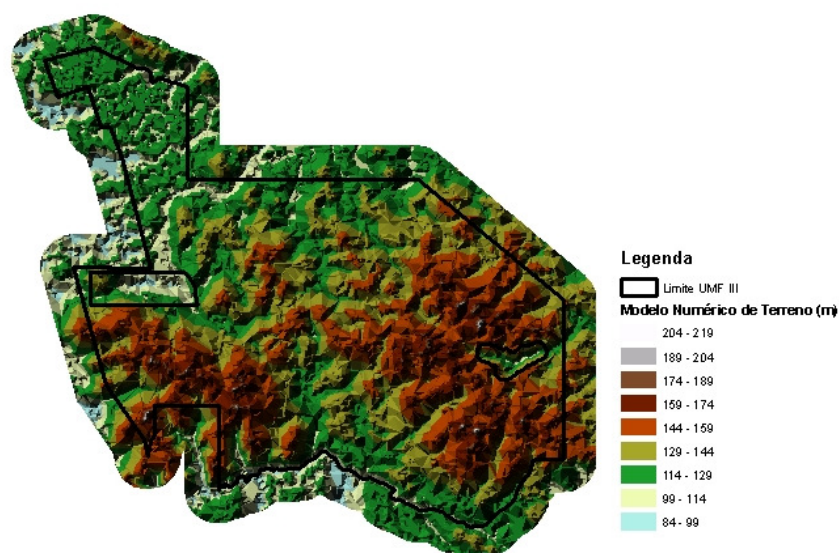 Legenda
Limite UMF III
Modelo Numérico de Terreno (m)
204 - 219
189 - 204
174 - 189
159 - 174
144 - 159
129 - 144
114 - 129
99 - 114
84 - 99